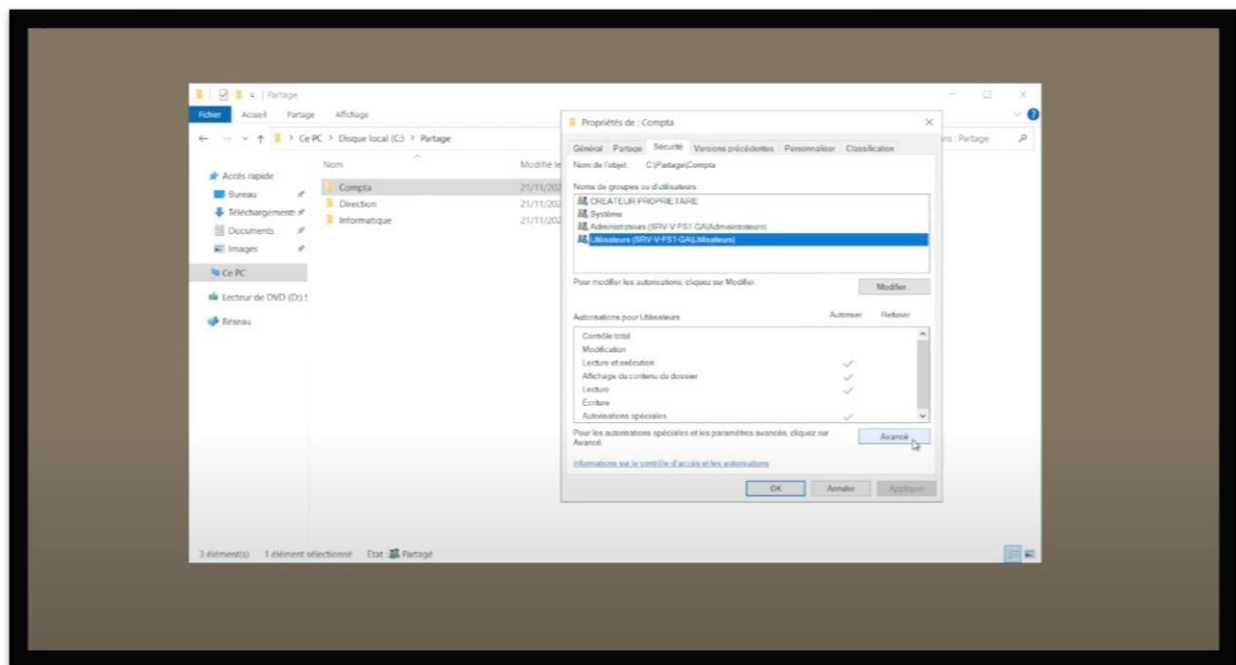 Partage
Fichier Accueil Partage Affichage
Ce PC > Disque local (C:) > Partage
: Partage
Nom Modifié le
Accès rapide
Bureau
Téléchargements
Documents
Images
Ce PC
Lecteur de DVD (D:) S
Réseau
Compta 21/11/202
Direction 21/11/202
Informatique 21/11/202
3 élément(s) 1 élément sélectionné État : Partagé
Propriétés de : Compta
Général Partage Sécurité Versions précédentes Personnaliser Classification
Nom de l'objet : C:\Partage\Compta
Noms de groupes ou d'utilisateurs :
CREATEUR PROPRIETAIRE
Système
Administrateurs (SRV-V-FS1-GA\Administrateurs)
Utilisateurs (SRV-V-FS1-GA\Utilisateurs)
Pour modifier les autorisations, cliquez sur Modifier.
Modifier...
Autorisations pour Utilisateurs Autoriser Refuser
Contrôle total
Modification
Lecture et exécution
Affichage du contenu du dossier
Lecture
Écriture
Autorisations spéciales
Pour les autorisations spéciales et les paramètres avancés, cliquez sur
Avancé.
Avancé
Informations sur le contrôle d'accès et les autorisations
OK Annuler Appliquer